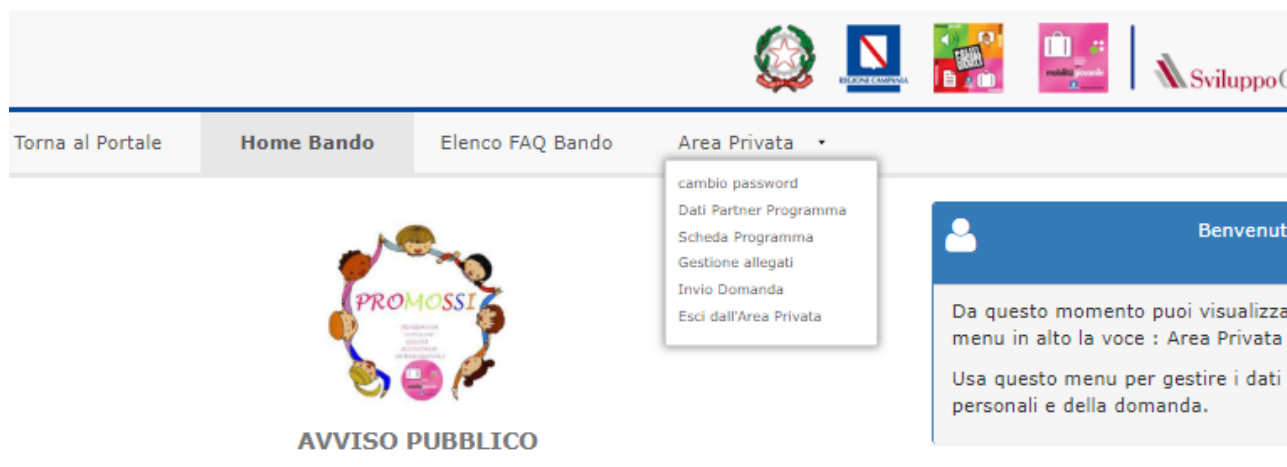 REGIONE CAMPANIA
mobilità giovanile
Sviluppo
Torna al Portale
Home Bando
Elenco FAQ Bando
Area Privata
cambio password
Dati Partner Programma
Scheda Programma
Gestione allegati
Invio Domanda
Esci dall'Area Privata
PROMOSSI
AVVISO PUBBLICO
Benvenut
Da questo momento puoi visualizza
menu in alto la voce : Area Privata
Usa questo menu per gestire i dati
personali e della domanda.